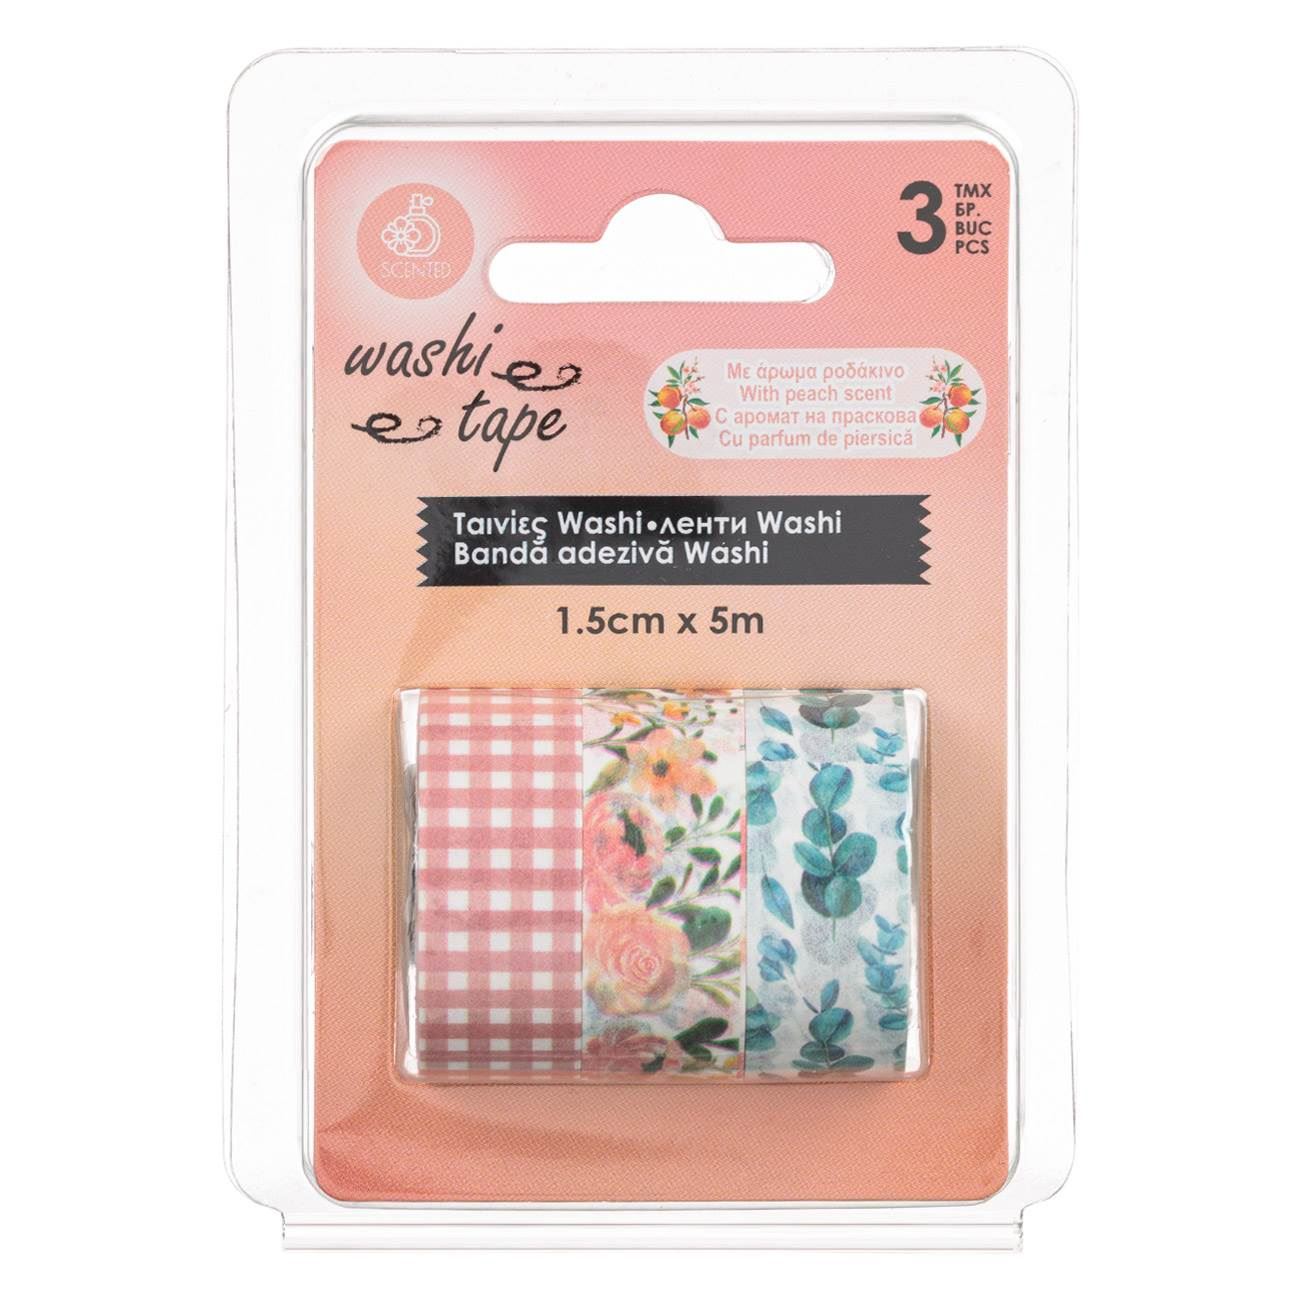 SCENTED
3
ΤΜΧ
БР.
BUC
PCS
washi
tape
Με άρωμα ροδάκινο
With peach scent
С аромат на праскова
Cu parfum de piersică
Ταινίες Washi•ленти Washi
Bandă adezivă Washi
1.5cm x 5m